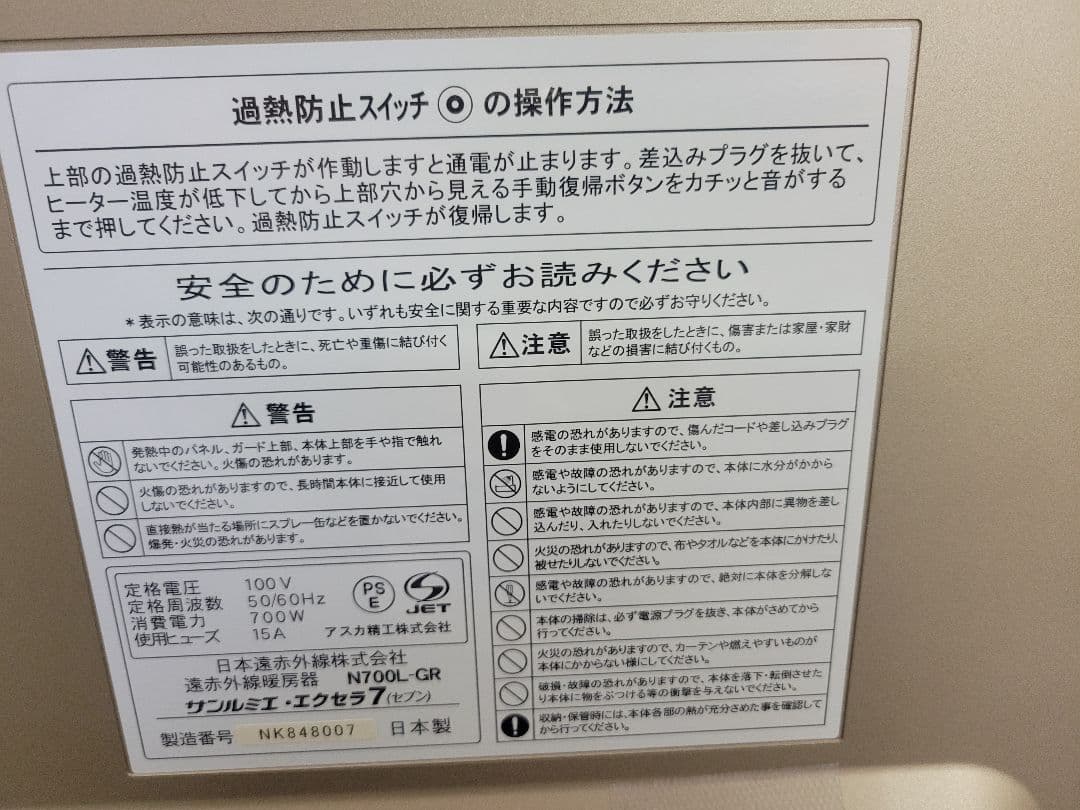 過熱防止スイッチ◉の操作方法
上部の過熱防止スイッチが作動しますと通電が止まります。差込みプラグを抜いて、
ヒーター温度が低下してから上部穴から見える手動復帰ボタンをカチッと音がする
まで押してください。過熱防止スイッチが復帰します。
安全のために必ずお読みください
*表示の意味は、次の通りです。いずれも安全に関する重要な内容ですので必ずお守りください。
⚠警告
誤った取扱をしたときに、死亡や重傷に結び付く
可能性のあるもの。
⚠注意
誤った取扱をしたときに、傷害または家屋・家財
などの損害に結び付くもの。
⚠警告
発熱中のパネル、ガード上部、本体上部を手や指で触れ
ないでください。火傷の恐れがあります。
火傷の恐れがありますので、長時間本体に接近して使用
しないでください。
直接熱が当たる場所にスプレー缶などを置かないでください。
爆発・火災の恐れがあります。
定格電圧 100V
定格周波数 50/60Hz
消費電力 700W
使用ヒューズ 15A
PS
E
JET
アスカ精工株式会社
日本遠赤外線株式会社
遠赤外線暖房器 N700L-GR
サンルミエ・エクセラ7(セブン)
製造番号 NK848007 日本製
⚠注意
感電の恐れがありますので、傷んだコードや差し込みプラグ
をそのまま使用しないでください。
感電や故障の恐れがありますので、本体に水分がかから
ないようにしてください。
感電や故障の恐れがありますので、本体内部に異物を差し
込んだり、入れたりしないでください。
火災の恐れがありますので、布やタオルなどを本体にかけたり、
被せたりしないでください。
感電や故障の恐れがありますので、絶対に本体を分解しな
いでください。
本体の掃除は、必ず電源プラグを抜き、本体がさめてから
行ってください。
火災の恐れがありますので、カーテンや燃えやすいものが
本体にかからない様にしてください。
破損・故障の恐れがありますので、本体を落下・転倒させた
り本体に物をぶつける等の衝撃を与えないでください。
収納・保管時には、本体各部の熱が充分さめた事を確認して
から行ってください。